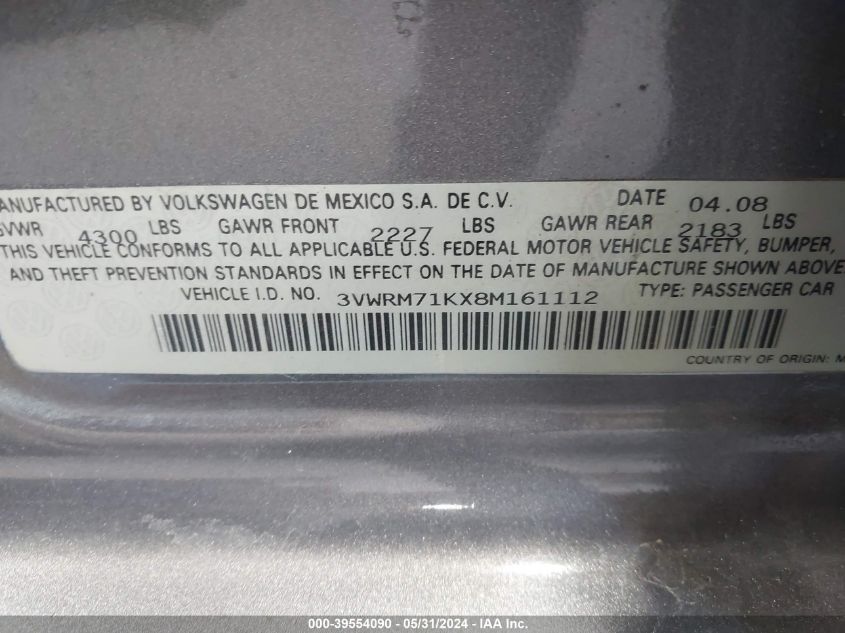 ANUFACTURED BY VOLKSWAGEN DE MEXICO S.A. DE C.V. DATE 04.08
GVWR 4300 LBS GAWR FRONT 2227 LBS GAWR REAR 2183 LBS
THIS VEHICLE CONFORMS TO ALL APPLICABLE U.S. FEDERAL MOTOR VEHICLE SAFETY, BUMPER,
AND THEFT PREVENTION STANDARDS IN EFFECT ON THE DATE OF MANUFACTURE SHOWN ABOVE
VEHICLE I.D. NO. 3VWRM71KX8M161112 TYPE: PASSENGER CAR
COUNTRY OF ORIGIN: M
000-39554090 - 05/31/2024 - IAA Inc.